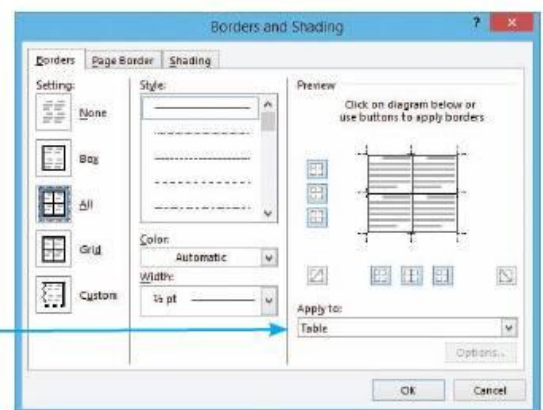 Borders and Shading
?
Borders
Page Border
Shading
Setting:
None
Box
All
Grid
Custom
Style:
Color:
Automatic
Width:
½ pt
Preview
Click on diagram below or
use buttons to apply borders
Apply to:
Table
Options...
OK
Cancel